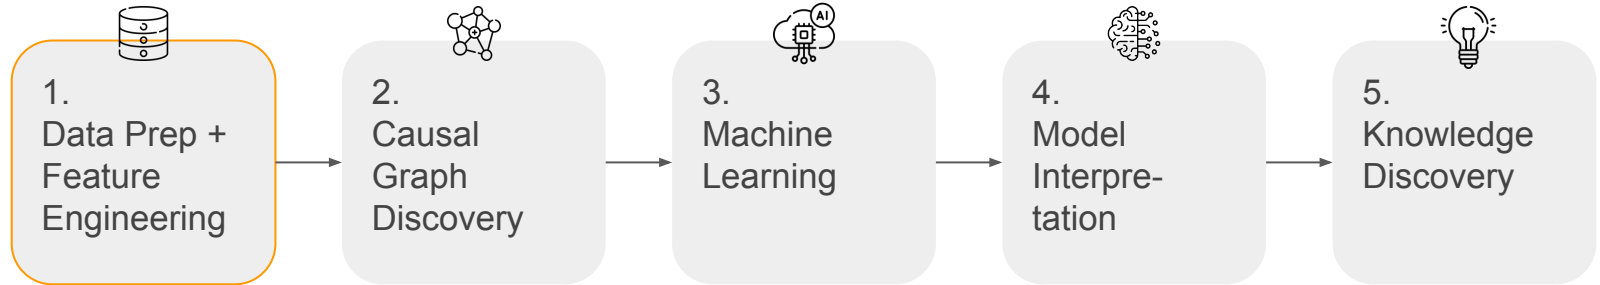 AI
1.
Data Prep +
Feature
Engineering
2.
Causal
Graph
Discovery
3.
Machine
Learning
4.
Model
Interpre-
tation
5.
Knowledge
Discovery